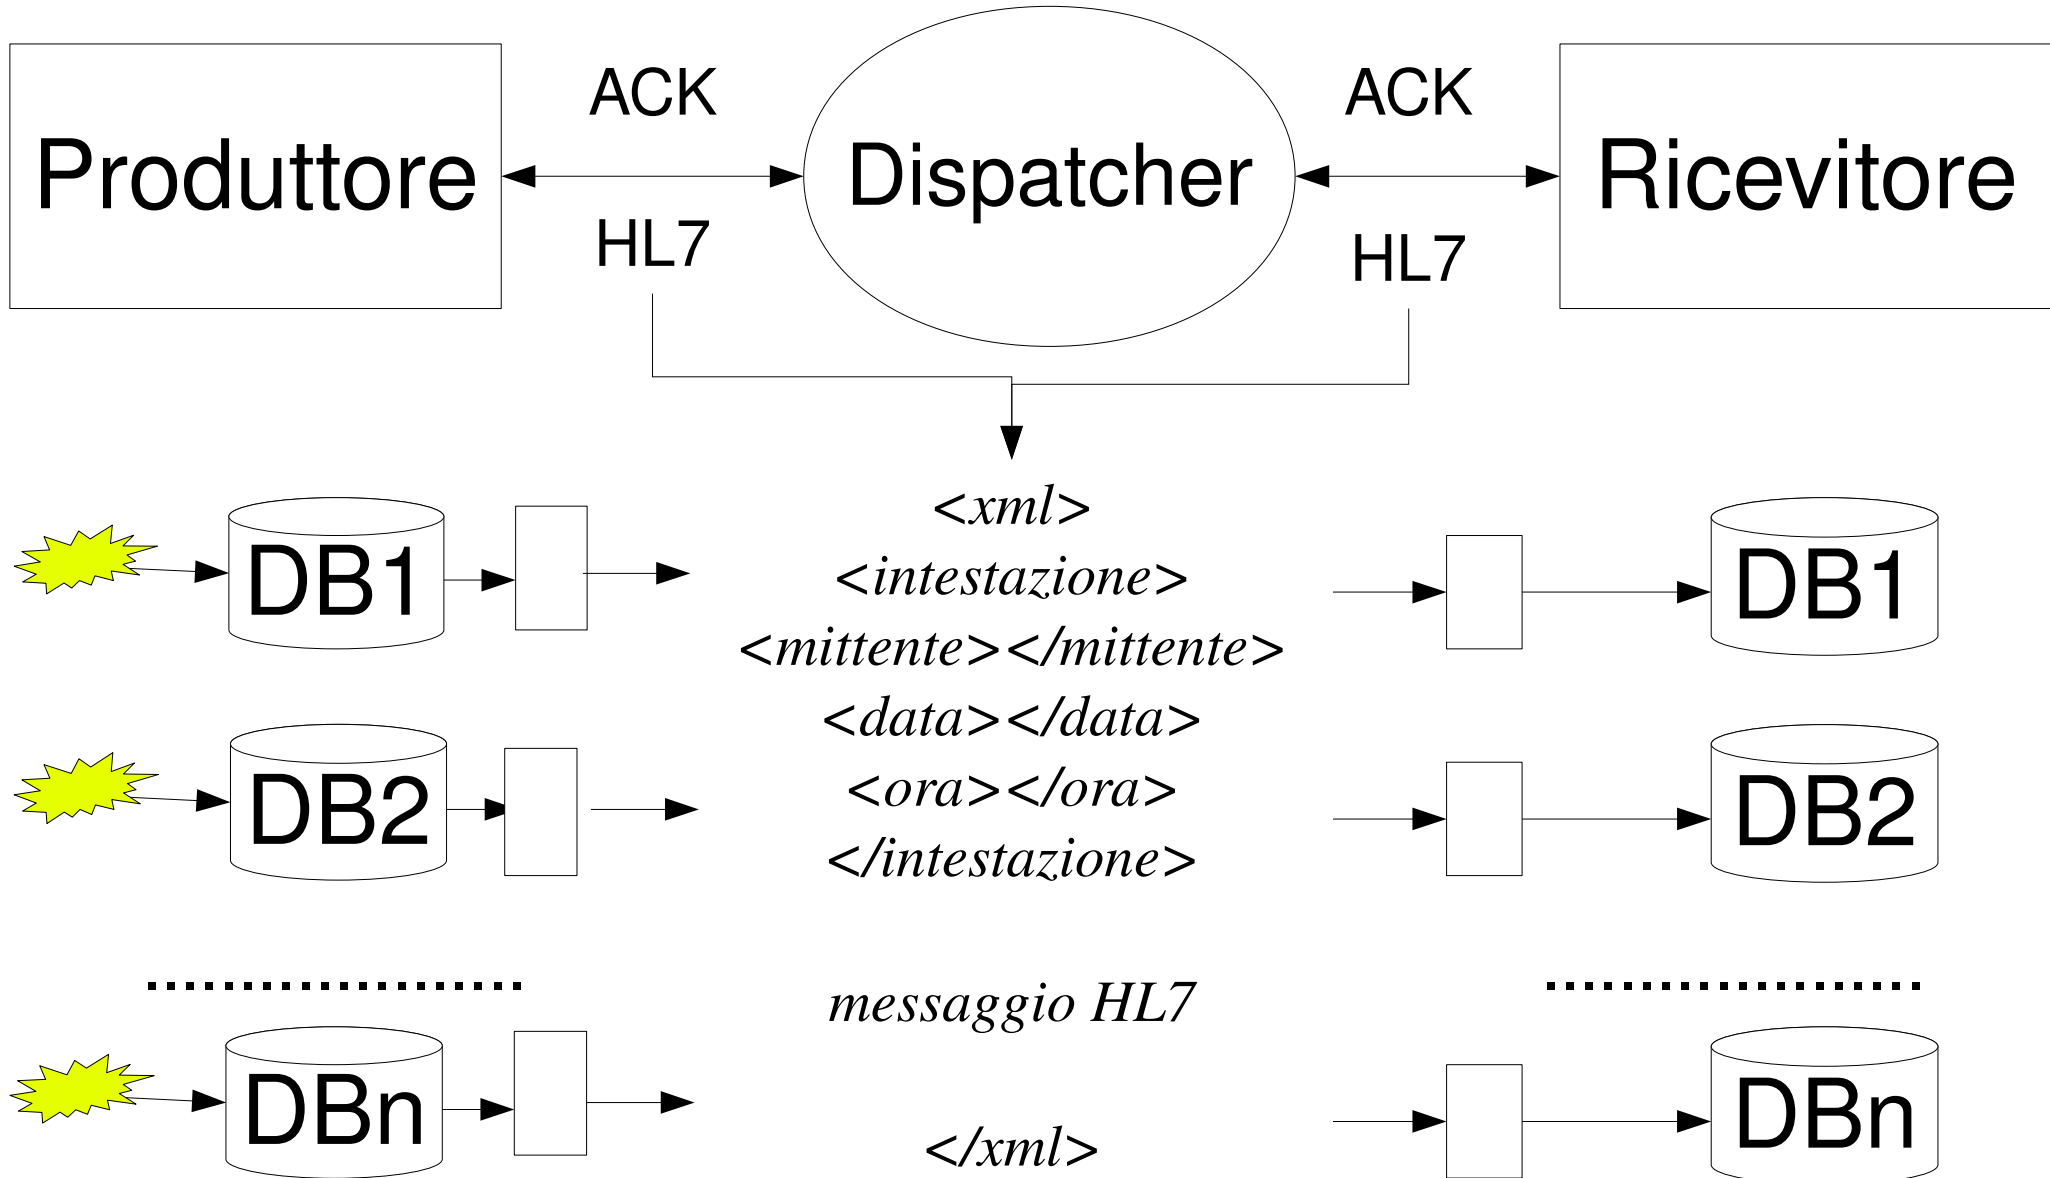 ACK
ACK
Produttore
Dispatcher
Ricevitore
HL7
HL7
<xml>
<intestazione>
<mittente></mittente>
<data></data>
<ora></ora>
</intestazione>
messaggio HL7
</xml>
DB1
DB2
DBn
DB1
DB2
DBn